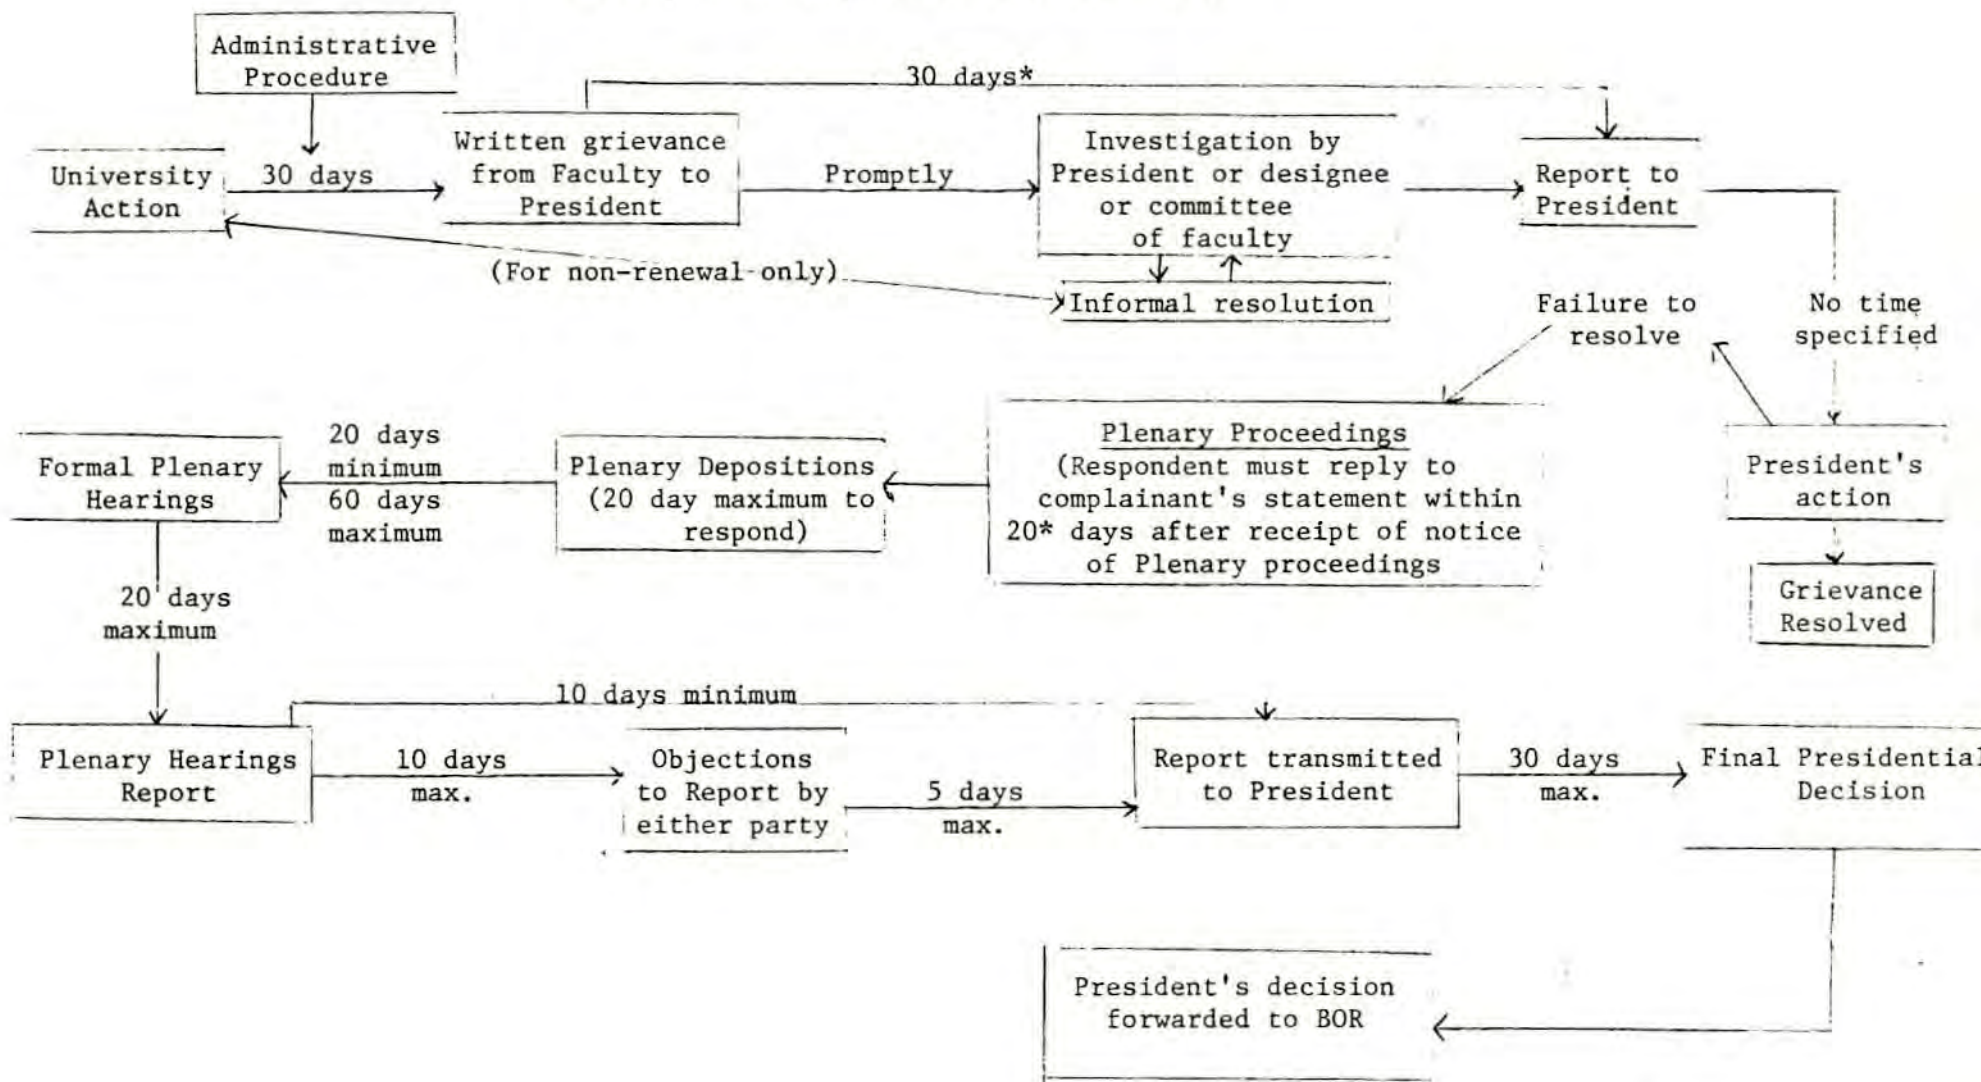 Administrative
Procedure
30 days*
University
Action
30 days
Written grievance
from Faculty to
President
Promptly
Investigation by
President or designee
or committee
of faculty
Report to
President
(For non-renewal only)
Informal resolution
Failure to
resolve
No time
specified
Formal Plenary
Hearings
20 days
minimum
60 days
maximum
Plenary Depositions
(20 day maximum to
respond)
Plenary Proceedings
(Respondent must reply to
complainant's statement within
20* days after receipt of notice
of Plenary proceedings
President's
action
Grievance
Resolved
20 days
maximum
10 days minimum
Plenary Hearings
Report
10 days
max.
Objections
to Report by
either party
5 days
max.
Report transmitted
to President
30 days
max.
Final Presidential
Decision
President's decision
forwarded to BOR